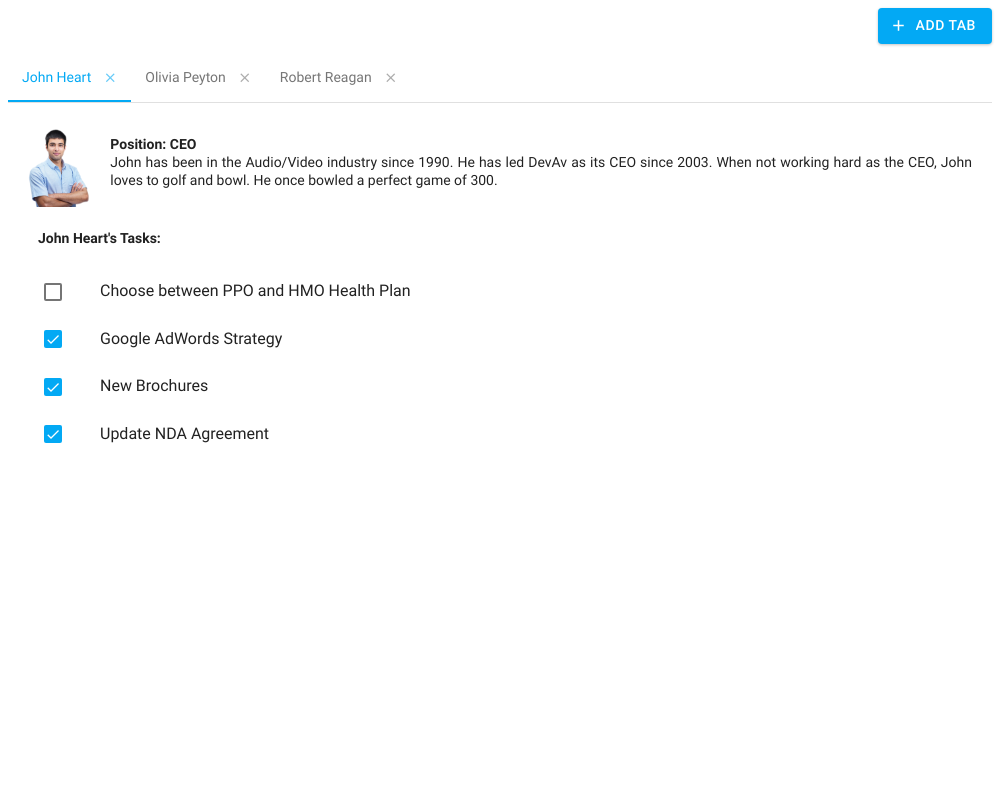 ADD TAB
John Heart
Olivia Peyton
Robert Reagan
Position: CEO
John has been in the Audio/Video industry since 1990. He has led DevAv as its CEO since 2003. When not working hard as the CEO, John
loves to golf and bowl. He once bowled a perfect game of 300.
John Heart's Tasks:
Choose between PPO and HMO Health Plan
Google AdWords Strategy
New Brochures
Update NDA Agreement